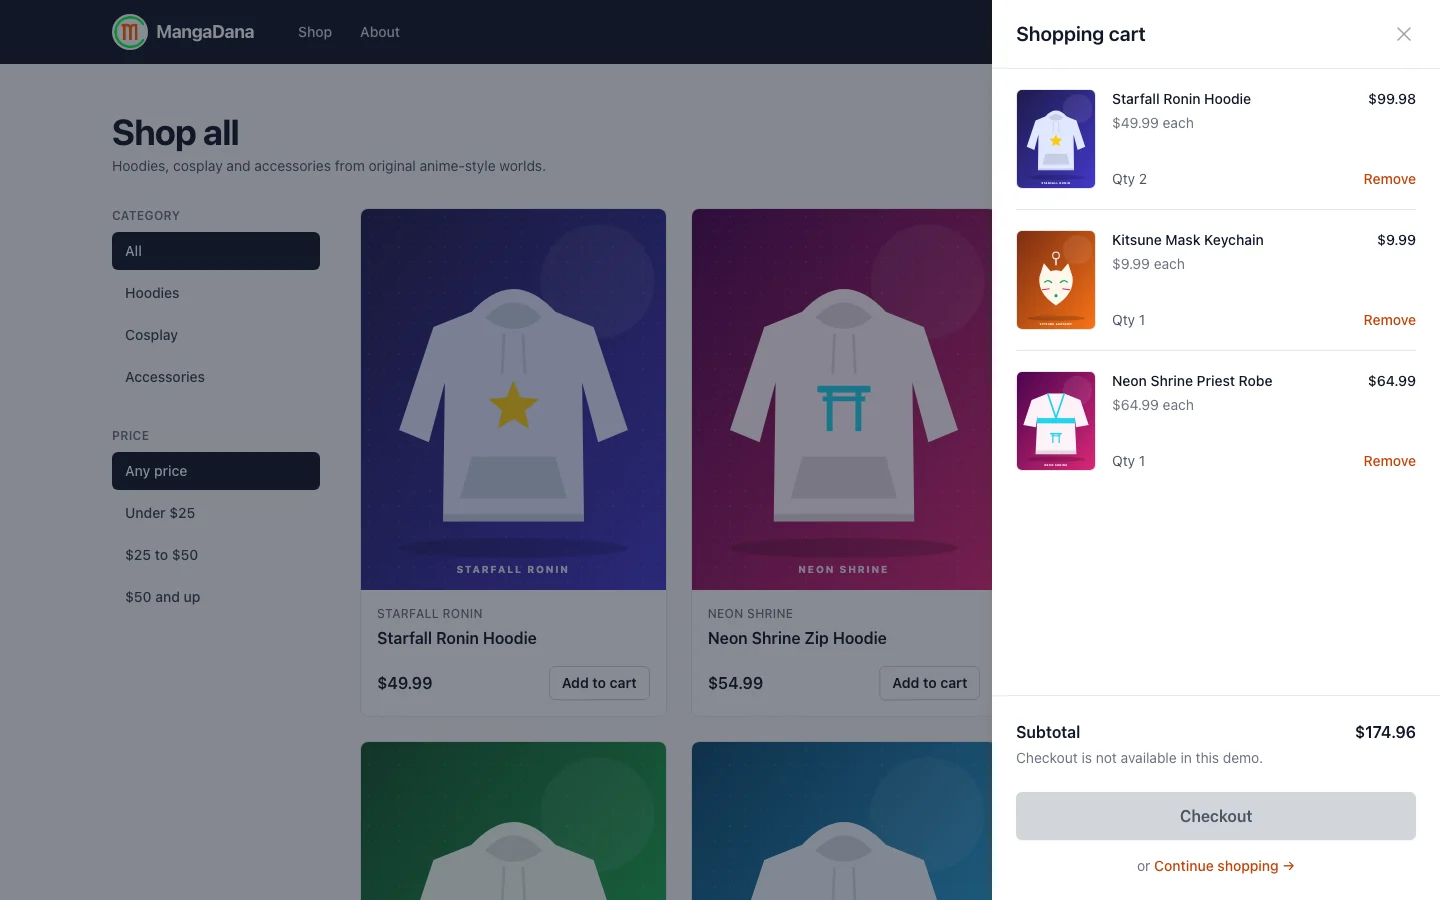 MangaDana
Shop
About
Shop all
Hoodies, cosplay and accessories from original anime-style worlds.
CATEGORY
All
Hoodies
Cosplay
Accessories
PRICE
Any price
Under $25
$25 to $50
$50 and up
STARFALL RONIN
STARFALL RONIN
Starfall Ronin Hoodie
$49.99
Add to cart
NEON SHRINE
NEON SHRINE
Neon Shrine Zip Hoodie
$54.99
Add to cart
Shopping cart
Starfall Ronin Hoodie
$99.98
$49.99 each
Qty 2
Remove
STARFALL RONIN
Kitsune Mask Keychain
$9.99
$9.99 each
Qty 1
Remove
Neon Shrine Priest Robe
$64.99
$64.99 each
Qty 1
Remove
NEON SHRINE
Subtotal
$174.96
Checkout is not available in this demo.
Checkout
or Continue shopping →